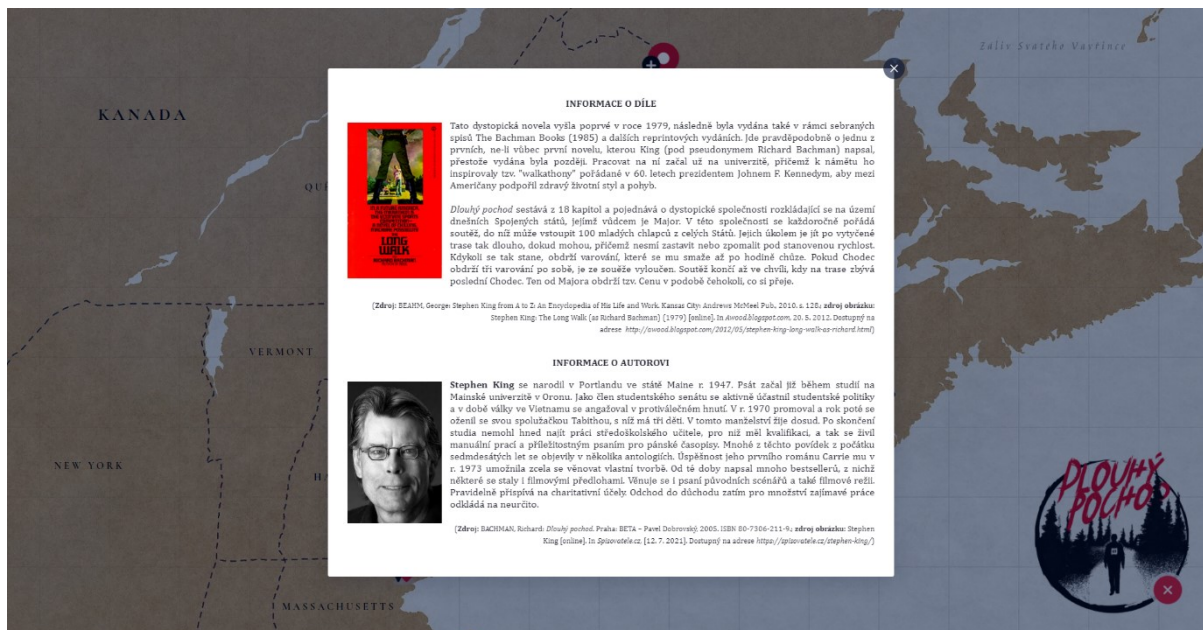 Záliv Svatého Vavřince
KANADA
INFORMACE O DÍLE
Tato dystopická novela vyšla poprvé v roce 1979, následně byla vydána také v rámci sebraných
spisů The Bachman Books (1985) a dalších reprintových vydáních. Jde pravděpodobně o jednu z
prvních, ne-li vůbec první novelu, kterou King (pod pseudonymem Richard Bachman) napsal,
přestože vydána byla později. Pracovat na ní začal už na univerzitě, přičemž k námětu ho
inspirovaly tzv. "walkathony" pořádané v 60. letech prezidentem Johnem F. Kennedym, aby mezi
Američany podpořil zdravý životní styl a pohyb.
QU
Dlouhý pochod sestává z 18 kapitol a pojednává o dystopické společnosti rozkládající se na území
dnešních Spojených států, jejímž vůdcem je Major. V této společnosti se každoročně pořádá
soutěž, do níž může vstoupit 100 mladých chlapců z celých Států. Jejich úkolem je jít po vytyčené
trase tak dlouho, dokud mohou, přičemž nesmí zastavit nebo zpomalit pod stanovenou rychlost.
Kdykoli se tak stane, obdrží varování, které se mu smaže až po hodině chůze. Pokud Chodec
obdrží tři varování po sobě, je ze souěže vyloučen. Soutěž končí až ve chvíli, kdy na trase zbývá
poslední Chodec. Ten od Majora obdrží tzv. Cenu v podobě čehokoli, co si přeje.
THE
LONG
WALK
(Zdroj: BEAHM, George: Stephen King from A to Z: An Encyclopedia of His Life and Work. Kansas City: Andrews McMeel Pub., 2010. s. 128.; zdroj obrázku:
Stephen King: The Long Walk (as Richard Bachman) (1979) [online]. In Awood.blogspot.com, 20. 5. 2012. Dostupný na
adrese http://awood.blogspot.com/2012/05/stephen-king-long-walk-as-richard.html)
VERMONT
INFORMACE O AUTOROVI
Stephen King se narodil v Portlandu ve státě Maine r. 1947. Psát začal již během studií na
Mainské univerzitě v Oronu. Jako člen studentského senátu se aktivně účastnil studentské politiky
a v době války ve Vietnamu se angažoval v protiválečném hnutí. V r. 1970 promoval a rok poté se
oženil se svou spolužačkou Tabithou, s níž má tři děti. V tomto manželství žije dosud. Po skončení
studia nemohl hned najít práci středoškolského učitele, pro niž měl kvalifikaci, a tak se živil
manuální prací a příležitostným psaním pro pánské časopisy. Mnohé z těchto povídek z počátku
sedmdesátých let se objevily v několika antologiích. Úspěšnost jeho prvního románu Carrie mu v
r. 1973 umožnila zcela se věnovat vlastní tvorbě. Od té doby napsal mnoho bestsellerů, z nichž
některé se staly i filmovými předlohami. Věnuje se i psaní původních scénářů a také filmové režii.
Pravidelně přispívá na charitativní účely. Odchod do důchodu zatím pro množství zajímavé práce
odkládá na neurčito.
NEW YORK
HA
(Zdroj: BACHMAN, Richard: Dlouhý pochod. Praha: BETA – Pavel Dobrovský, 2005. ISBN 80-7306-211-9.; zdroj obrázku: Stephen
King [online]. In Spisovatele.cz, [12. 7. 2021]. Dostupný na adrese https://spisovatele.cz/stephen-king/)
DLOUHÝ
POCHOD
MASSACHUSETTS